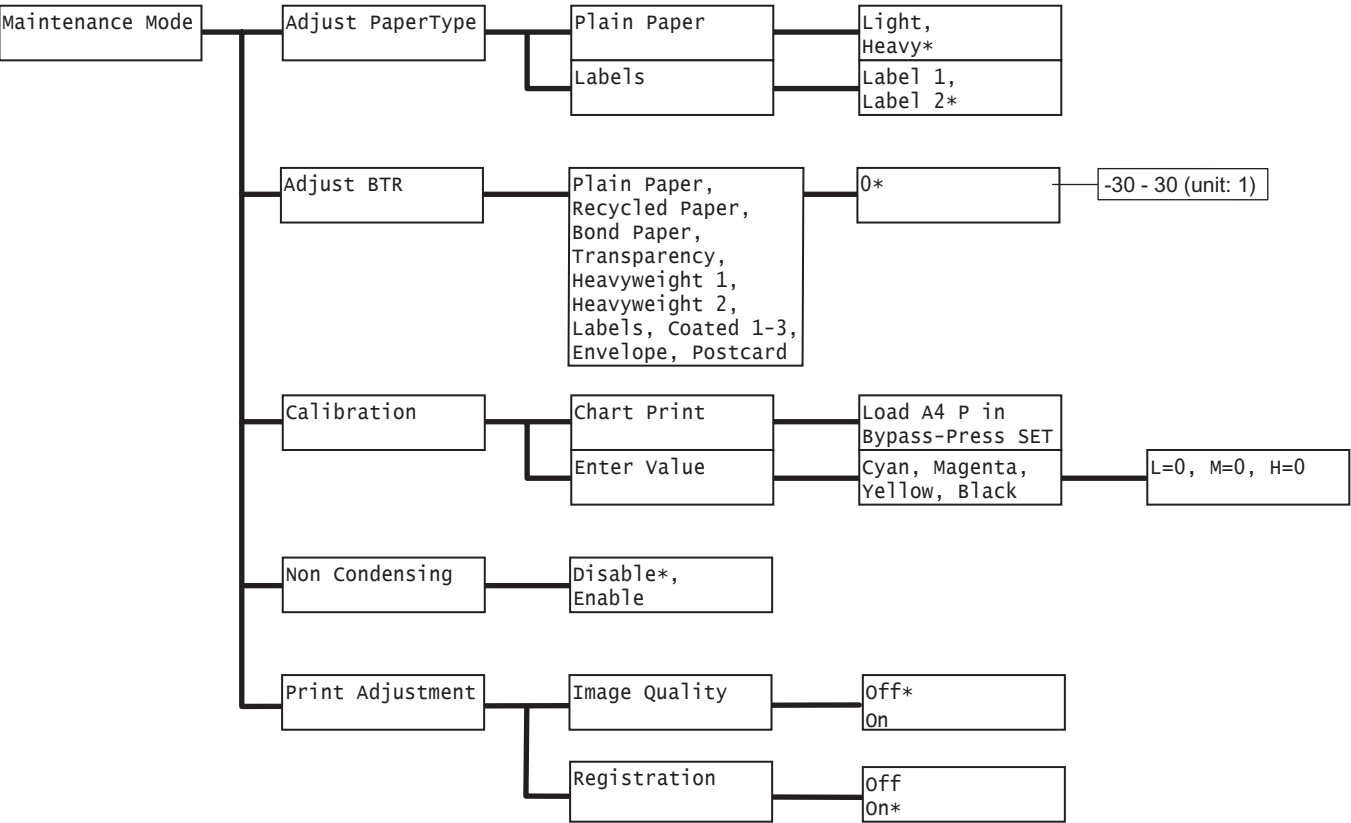 Maintenance Mode
Adjust PaperType
Plain Paper
Light,
Heavy*
Labels
Label 1,
Label 2*
Adjust BTR
Plain Paper,
Recycled Paper,
Bond Paper,
Transparency,
Heavyweight 1,
Heavyweight 2,
Labels, Coated 1-3,
Envelope, Postcard
0*
-30 - 30 (unit: 1)
Calibration
Chart Print
Load A4 P in
Bypass-Press SET
Enter Value
Cyan, Magenta,
Yellow, Black
L=0, M=0, H=0
Non Condensing
Disable*,
Enable
Print Adjustment
Image Quality
Off*
On
Registration
Off
On*